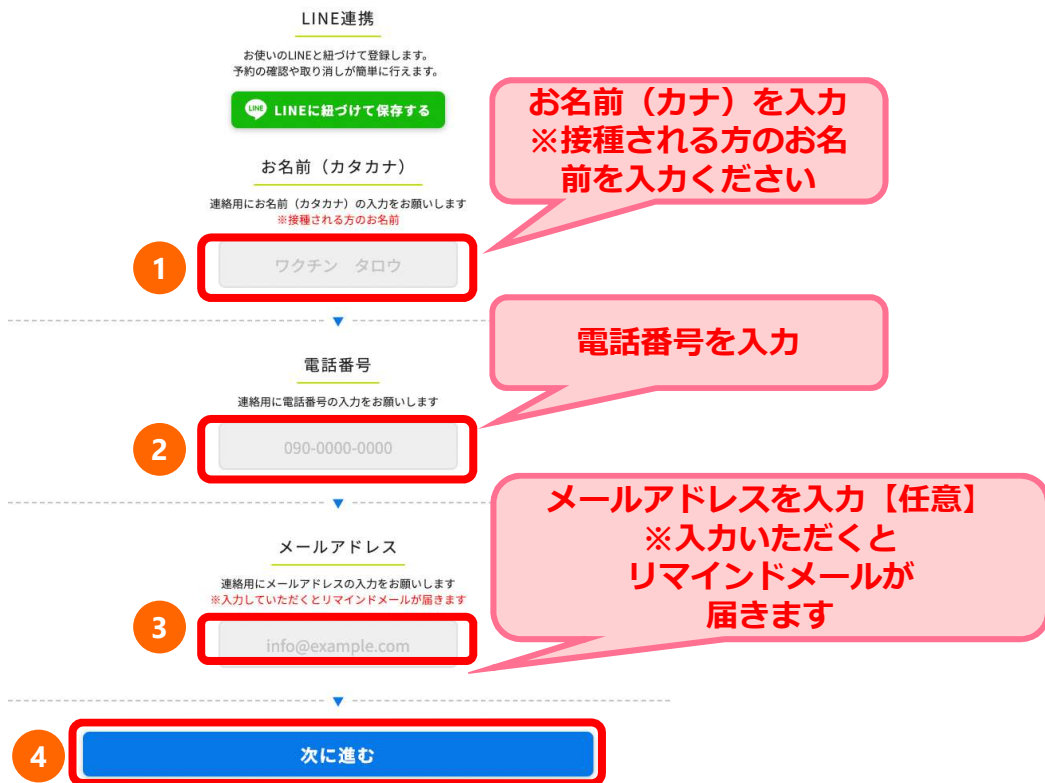 LINE連携
お使いのLINEと紐づけて登録します。
予約の確認や取り消しが簡単に行えます。
LINE LINEに紐づけて保存する
お名前（カナ）を入力
※接種される方のお名
前を入力ください
お名前（カタカナ）
連絡用にお名前（カタカナ）の入力をお願いします
※接種される方のお名前
1
ワクチン　タロウ
電話番号を入力
電話番号
連絡用に電話番号の入力をお願いします
2
090-0000-0000
メールアドレスを入力【任意】
※入力いただくと
リマインドメールが
届きます
メールアドレス
連絡用にメールアドレスの入力をお願いします
※入力していただくとリマインドメールが届きます
3
info@example.com
4
次に進む